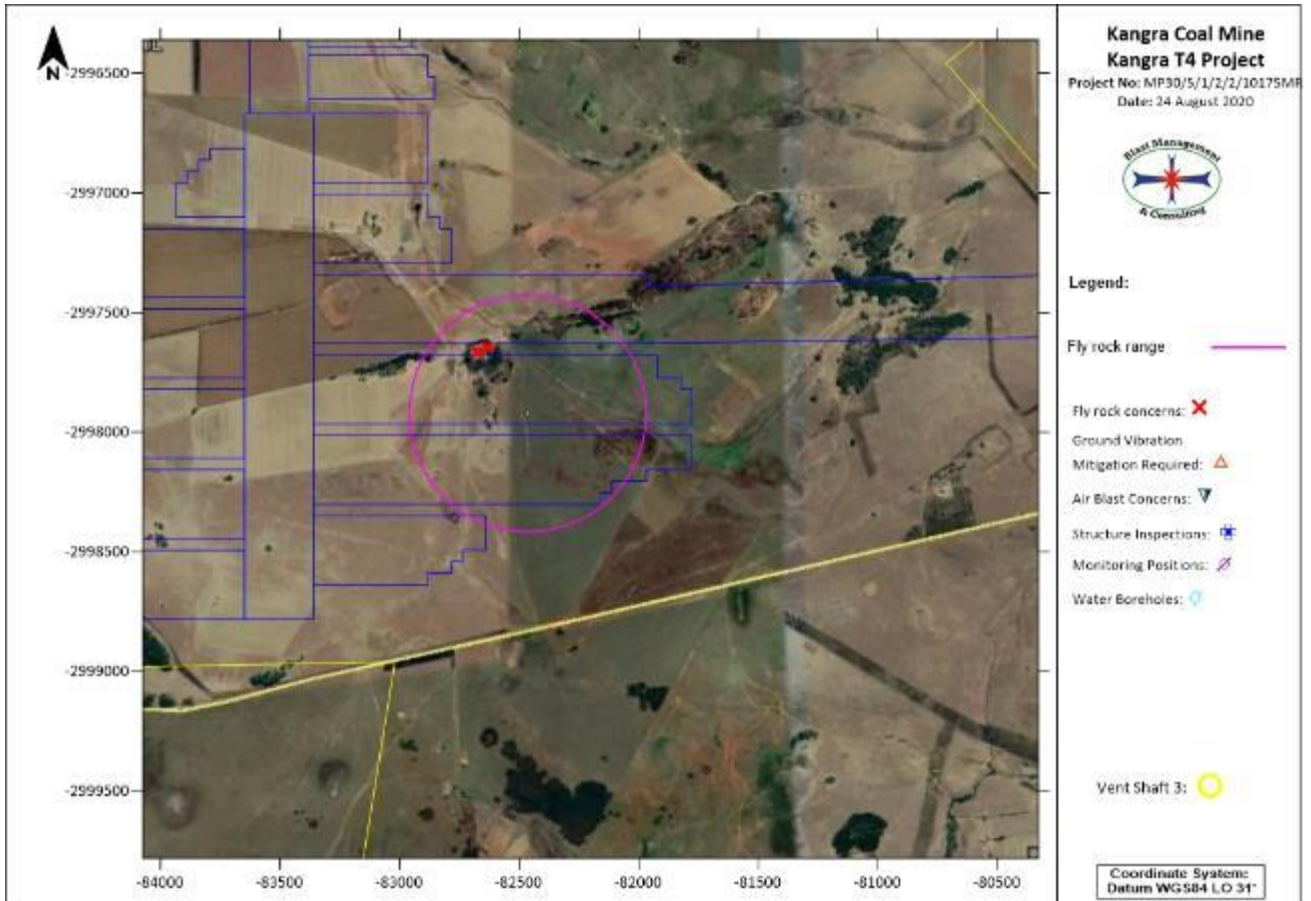 Kangra Coal Mine
Kangra T4 Project
Project No: MP30/5/1/2/2/10175MR
Date: 24 August 2020
Blast Management
& Consulting
N
-2996500
-2997000
-2997500
-2998000
-2998500
-2999000
-2999500
-84000 -83500 -83000 -82500 -82000 -81500 -81000 -80500
Legend:
Fly rock range
Fly rock concerns:
Ground Vibration
Mitigation Required:
Air Blast Concerns:
Structure Inspections:
Monitoring Positions:
Water Boreholes:
Vent Shaft 3:
Coordinate System:
Datum WGS84 LO 31°